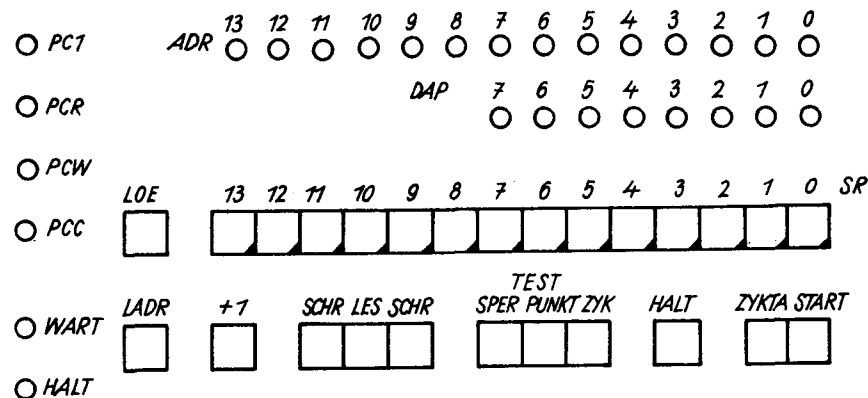 13 12 11 10 9 8 7 6 5 4 3 2 1 0
PC1 ADR
DAP 7 6 5 4 3 2 1 0
PCR
PCW
LOE 13 12 11 10 9 8 7 6 5 4 3 2 1 0 SR
PCC
TEST
LADR +1 SCHR LES SCHR SPER PUNKT ZYK HALT ZYKTA START
WART
HALT